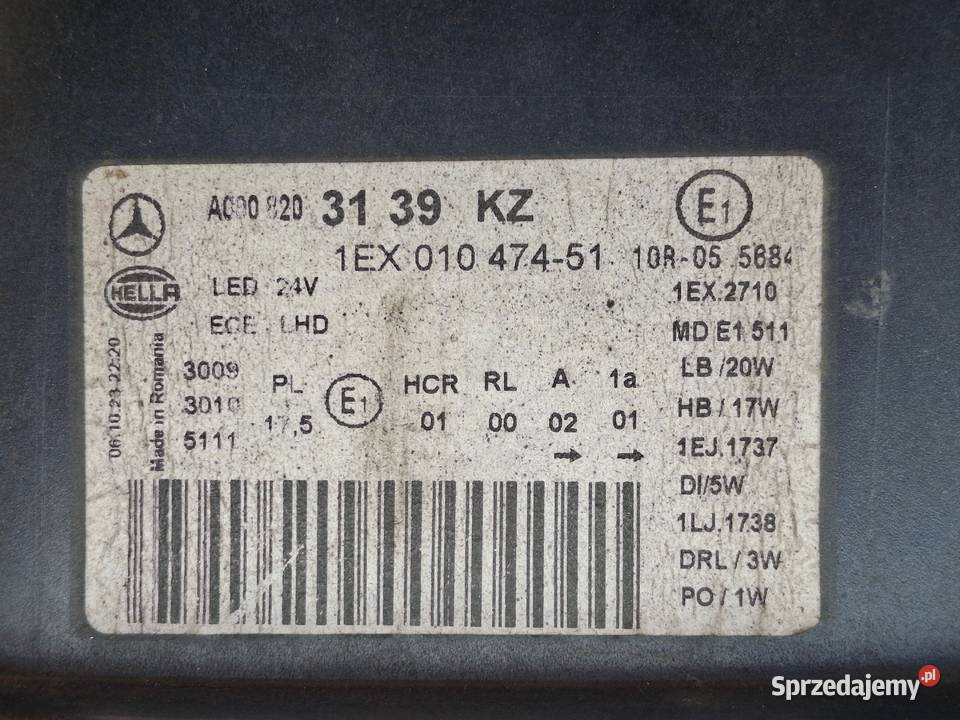 A000 820 31 39 KZ
E1
1EX 010 474-51 10R-05 5684
HELLA
LED 24V
1EX.2710
ECE LHD
MD E1 511
3009
LB /20W
PL
E1
HCR RL A 1a
3010
HB / 17W
17,5
01 00 02 01
5111
1EJ.1737
→ →
DI/5W
1LJ.1738
DRL / 3W
PO / 1W
06.10.23-22:20
Made in Romania
Sprzedajemy.pl